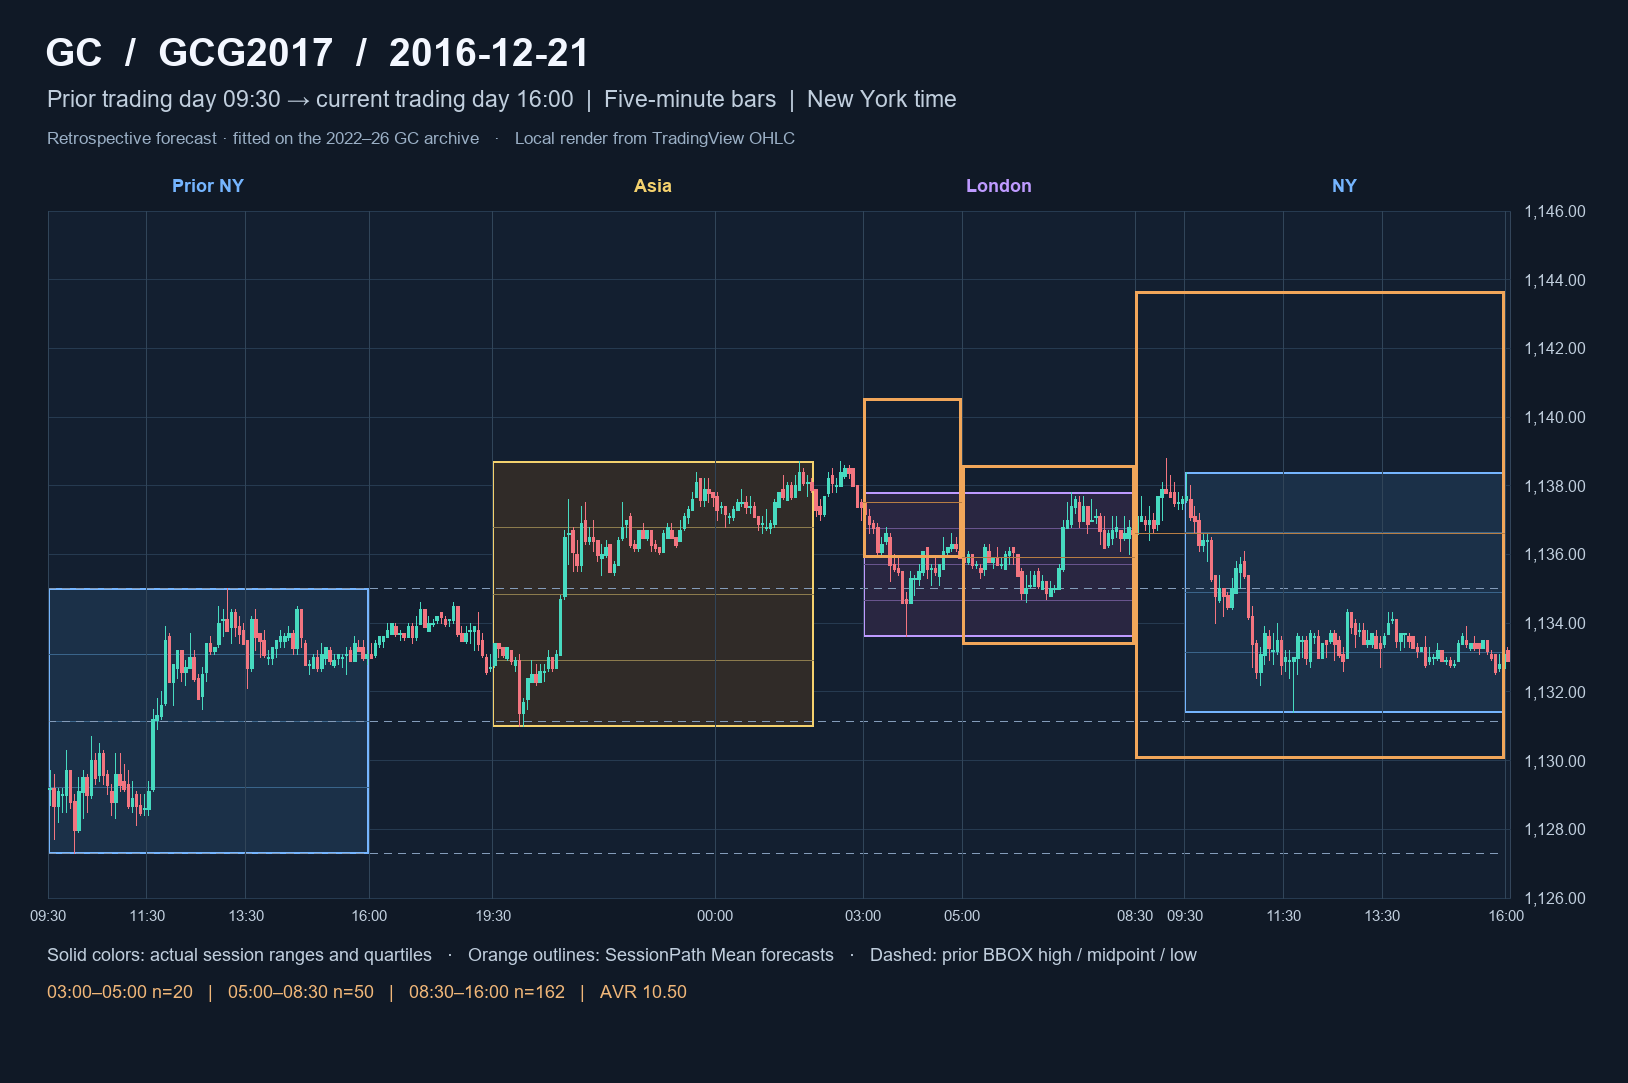 GC / GCG2017 / 2016-12-21
Prior trading day 09:30 → current trading day 16:00 | Five-minute bars | New York time
Retrospective forecast · fitted on the 2022–26 GC archive · Local render from TradingView OHLC
Prior NY Asia London NY
1,146.00
1,144.00
1,142.00
1,140.00
1,138.00
1,136.00
1,134.00
1,132.00
1,130.00
1,128.00
1,126.00
09:30 11:30 13:30 16:00 19:30 00:00 03:00 05:00 08:30 09:30 11:30 13:30 16:00
Solid colors: actual session ranges and quartiles · Orange outlines: SessionPath Mean forecasts · Dashed: prior BBOX high / midpoint / low
03:00–05:00 n=20 | 05:00–08:30 n=50 | 08:30–16:00 n=162 | AVR 10.50